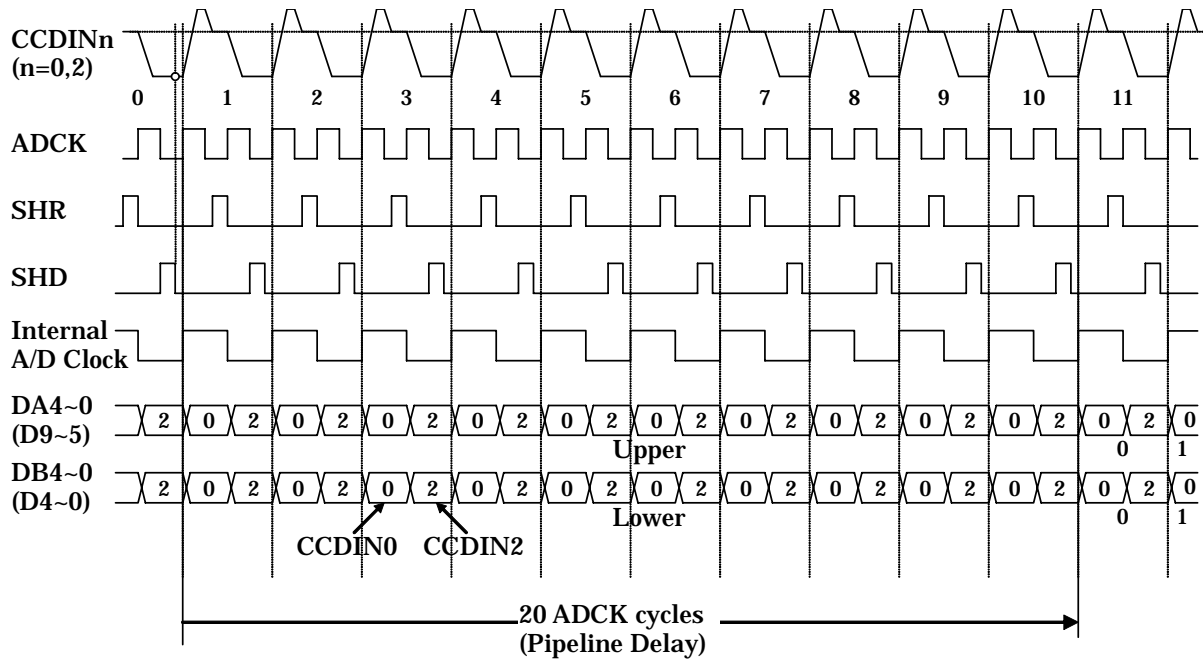 CCDINn
(n=0,2)
0 1 2 3 4 5 6 7 8 9 10 11
ADCK
SHR
SHD
Internal
A/D Clock
DA4~0
(D9~5)
2 0 2 0 2 0 2 0 2 0 2 0 2 0 2 0 2 0 2 0 2 0 2 0
Upper
0 1
DB4~0
(D4~0)
2 0 2 0 2 0 2 0 2 0 2 0 2 0 2 0 2 0 2 0 2 0 2 0
Lower
0 1
CCDIN0 CCDIN2
20 ADCK cycles
(Pipeline Delay)